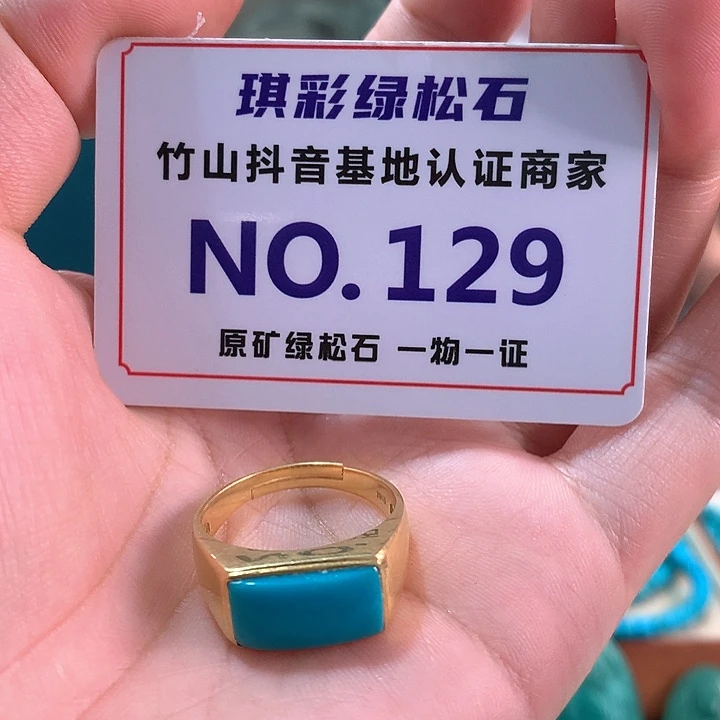 琪彩绿松石
竹山抖音基地认证商家
NO.129
原矿绿松石 一物一证